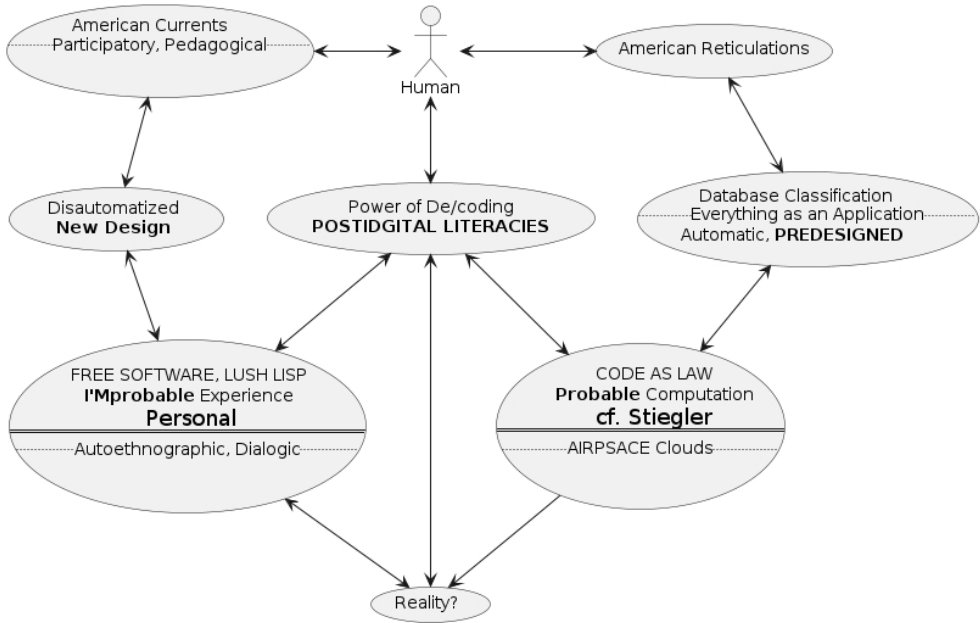 American Currents
Participatory, Pedagogical
Human
American Reticulations
Disautomatized
New Design
Power of De/coding
POSTIDGITAL LITERACIES
Database Classification
Everything as an Application
Automatic, PREDESIGNED
FREE SOFTWARE, LUSH LISP
I'Mprobable Experience
Personal
Autoethnographic, Dialogic
CODE AS LAW
Probable Computation
cf. Stiegler
AIRPSACE Clouds
Reality?